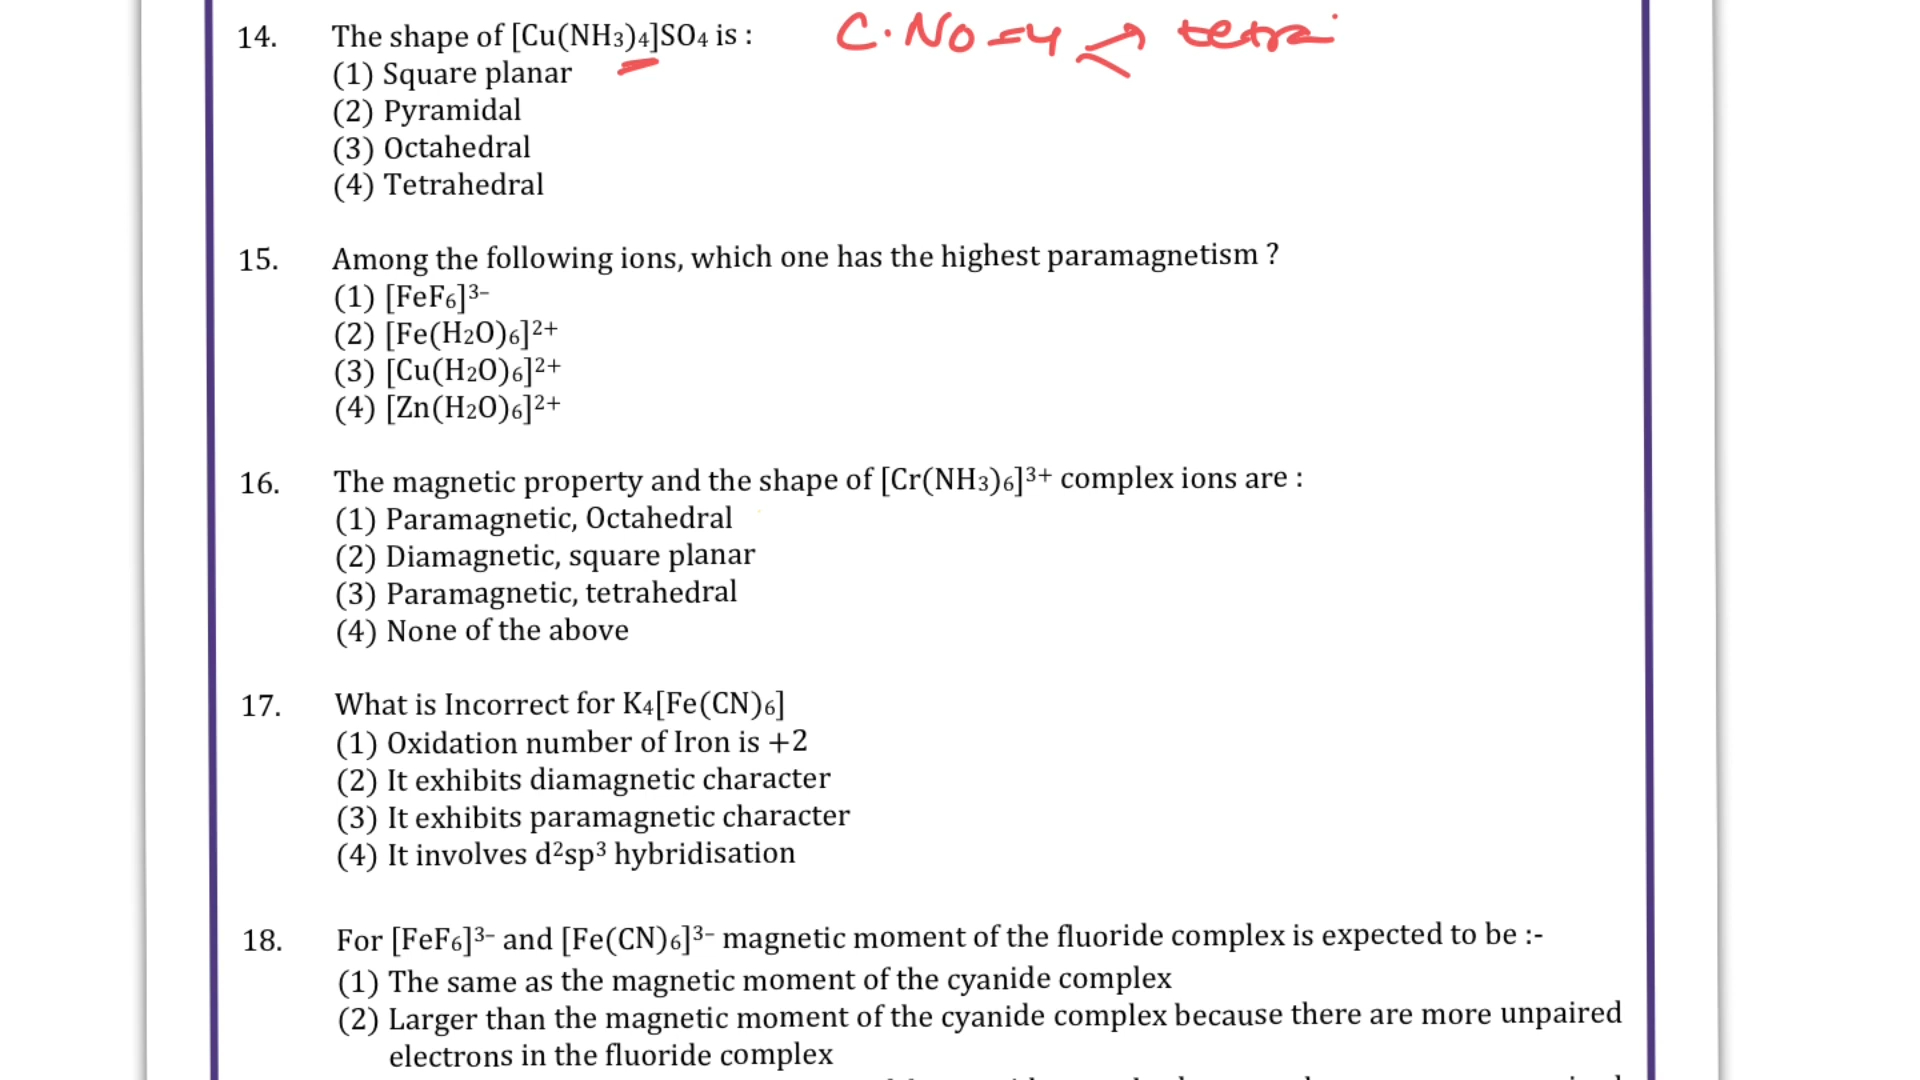 14. The shape of [Cu(NH3)4]SO4 is : C.No = 4 tetra
(1) Square planar
(2) Pyramidal
(3) Octahedral
(4) Tetrahedral
15. Among the following ions, which one has the highest paramagnetism ?
(1) [FeF6]3–
(2) [Fe(H2O)6]2+
(3) [Cu(H2O)6]2+
(4) [Zn(H2O)6]2+
16. The magnetic property and the shape of [Cr(NH3)6]3+ complex ions are :
(1) Paramagnetic, Octahedral
(2) Diamagnetic, square planar
(3) Paramagnetic, tetrahedral
(4) None of the above
17. What is Incorrect for K4[Fe(CN)6]
(1) Oxidation number of Iron is +2
(2) It exhibits diamagnetic character
(3) It exhibits paramagnetic character
(4) It involves d2sp3 hybridisation
18. For [FeF6]3– and [Fe(CN)6]3– magnetic moment of the fluoride complex is expected to be :-
(1) The same as the magnetic moment of the cyanide complex
(2) Larger than the magnetic moment of the cyanide complex because there are more unpaired
electrons in the fluoride complex